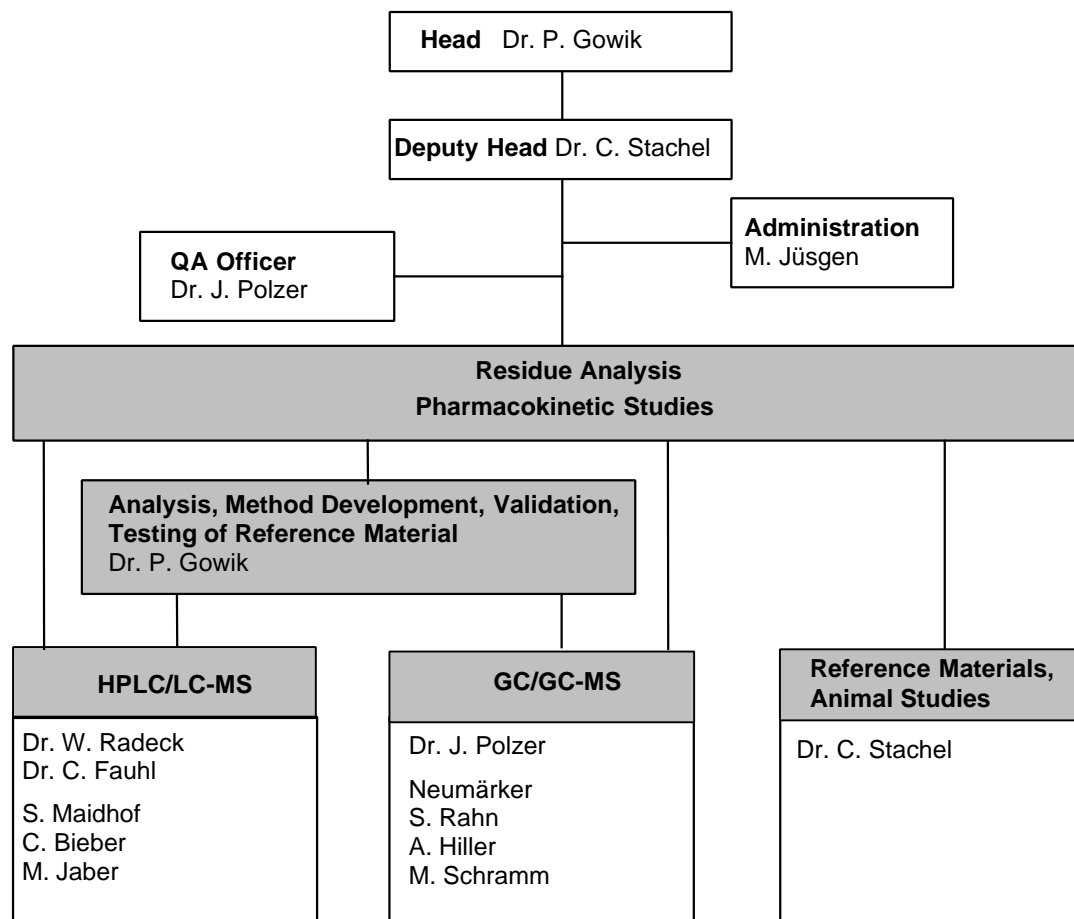 Head Dr. P. Gowik
Deputy Head Dr. C. Stachel
Administration
M. Jüsgen
QA Officer
Dr. J. Polzer
Residue Analysis
Pharmacokinetic Studies
Analysis, Method Development, Validation,
Testing of Reference Material
Dr. P. Gowik
HPLC/LC-MS
Dr. W. Radeck
Dr. C. Fauhl
S. Maidhof
C. Bieber
M. Jaber
GC/GC-MS
Dr. J. Polzer
Neumärker
S. Rahn
A. Hiller
M. Schramm
Reference Materials,
Animal Studies
Dr. C. Stachel